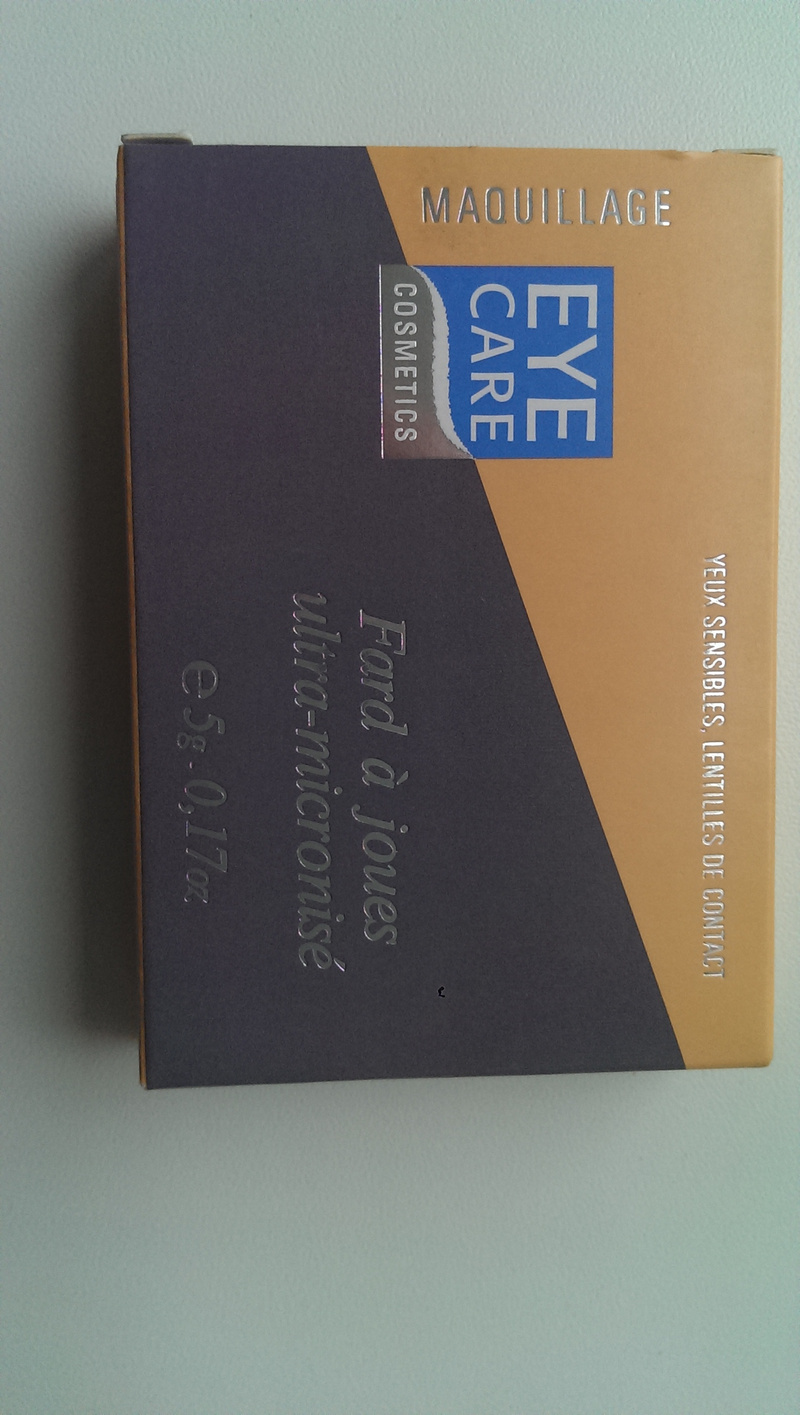 MAQUILLAGE
EYE
CARE
COSMETICS
YEUX SENSIBLES, LENTILLES DE CONTACT
Fard à joues
ultra-micronisé
℮ 5g - 0,17oz